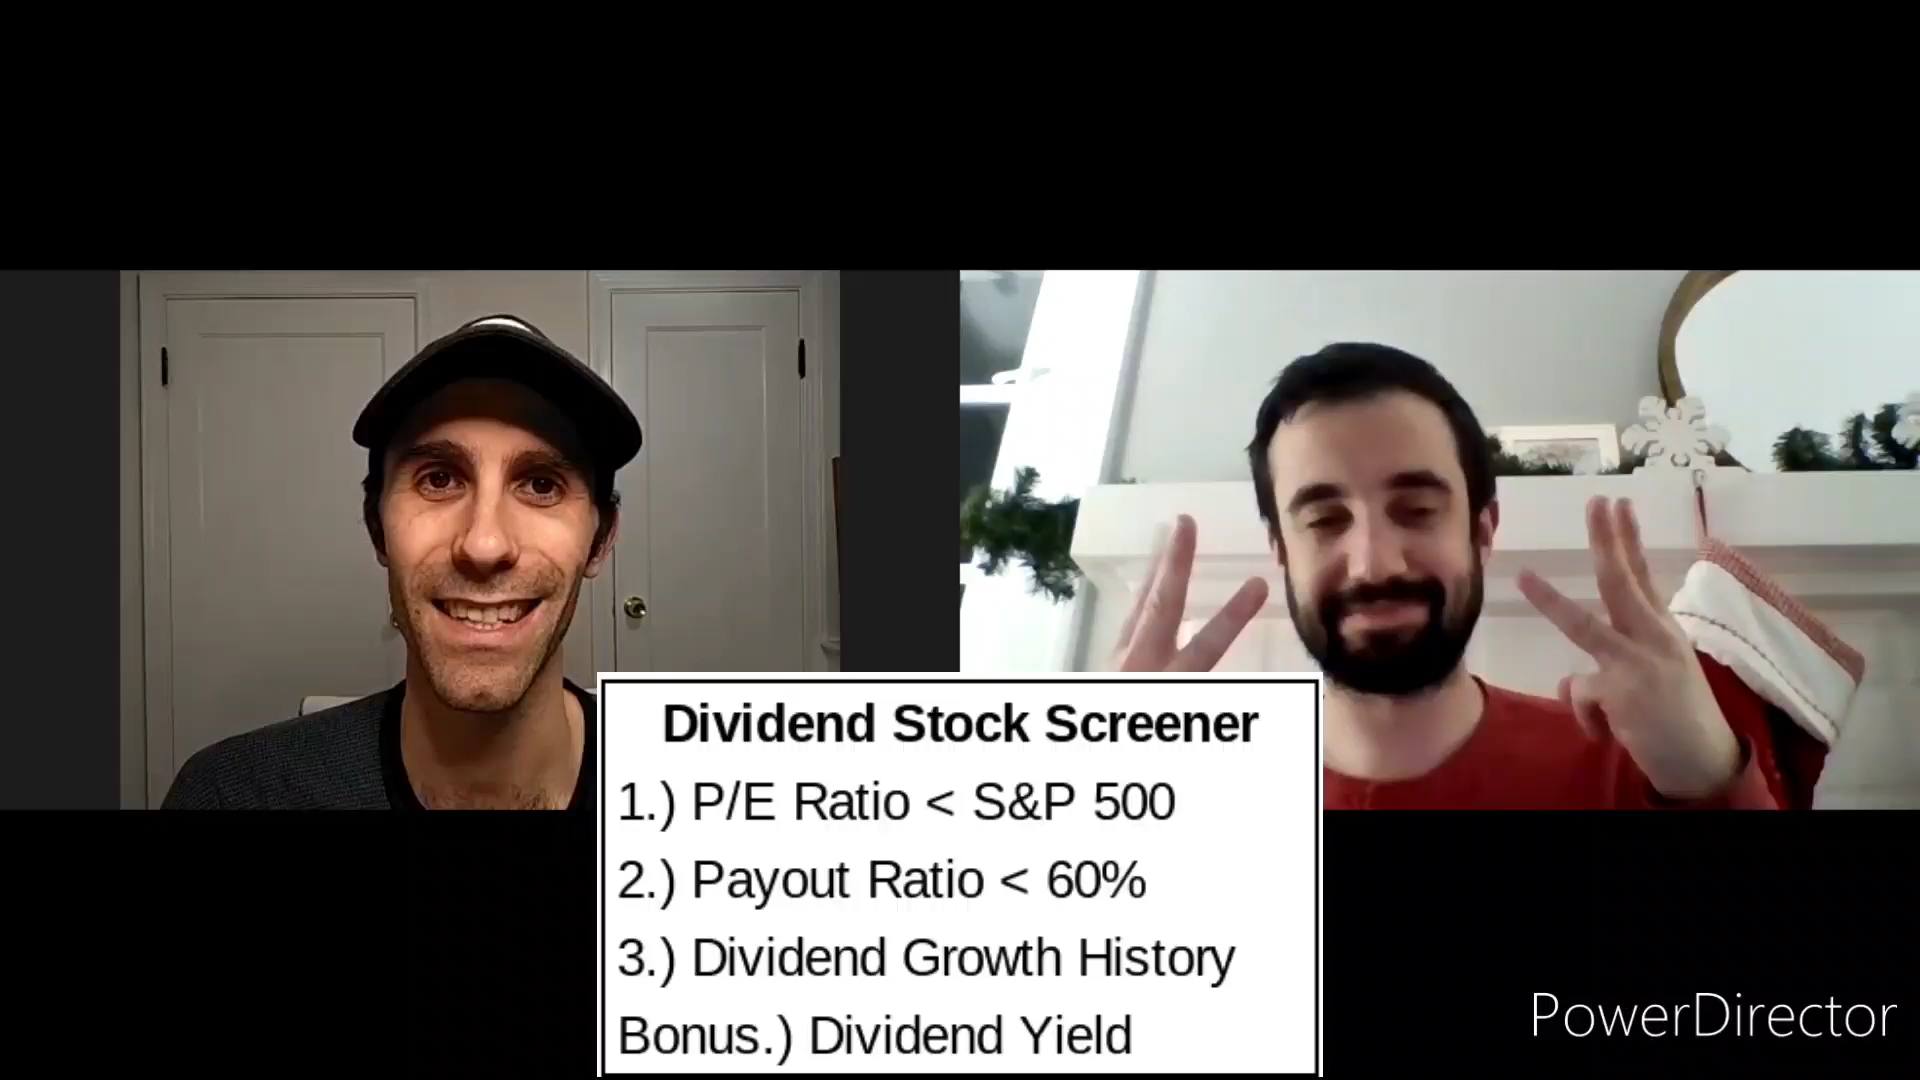 Dividend Stock Screener
1.) P/E Ratio < S&P 500
2.) Payout Ratio < 60%
3.) Dividend Growth History
Bonus.) Dividend Yield
PowerDirector